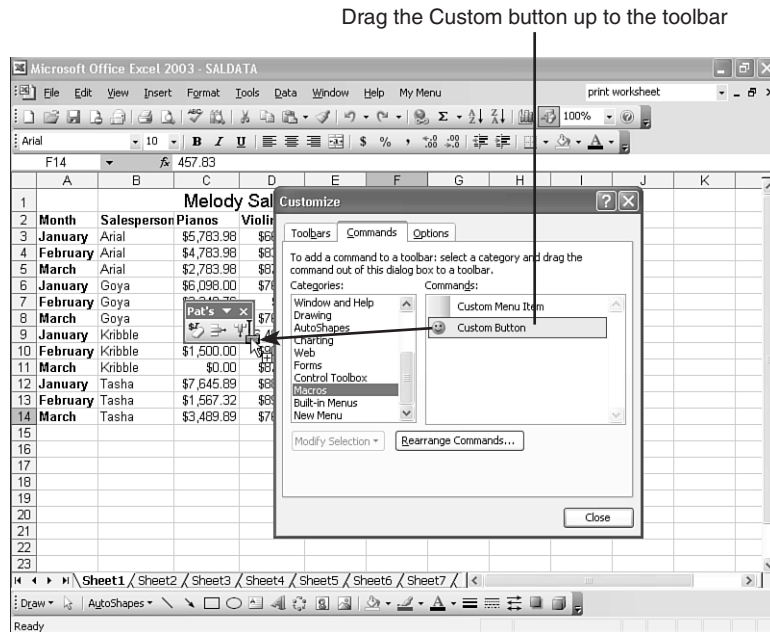 Drag the Custom button up to the toolbar
Microsoft Office Excel 2003 - SALDATA
File Edit View Insert Format Tools Data Window Help My Menu print worksheet
100%
Arial 10 B I U $ % ,
F14 fx 457.83
A B C D E F G H I J K
1 Melody Sal
2 Month Salesperson Pianos Violin
3 January Arial $5,783.98
4 February Arial $4,783.98
5 March Arial $2,783.98
6 January Goya $6,098.00
7 February Goya
8 March Goya
9 January Kribble
10 February Kribble $1,500.00
11 March Kribble $0.00
12 January Tasha $7,645.89
13 February Tasha $1,567.32
14 March Tasha $3,489.89
15
16
17
18
19
20
21
22
23
Pat's
Customize
Toolbars Commands Options
To add a command to a toolbar: select a category and drag the
command out of this dialog box to a toolbar.
Categories: Commands:
Window and Help
Drawing
AutoShapes
Charting
Web
Forms
Control Toolbox
Macros
Built-in Menus
New Menu
Custom Menu Item
Custom Button
Modify Selection Rearrange Commands...
Close
Sheet1 Sheet2 Sheet3 Sheet4 Sheet5 Sheet6 Sheet7
Draw AutoShapes
Ready